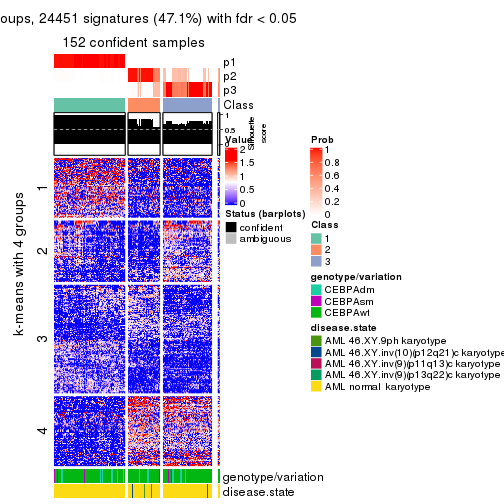 oups, 24451 signatures (47.1%) with fdr < 0.05
152 confident samples
p1
p2
p3
Class
1
0.5
0
Silhouette
score
k-means with 4 groups
1
2
3
4
genotype/variation
disease.state
Value
2
1.5
1
0.5
0
Status (barplots)
confident
ambiguous
Prob
1
0.8
0.6
0.4
0.2
0
Class
1
2
3
genotype/variation
CEBPAdm
CEBPAsm
CEBPAwt
disease.state
AML 46.XY.9ph karyotype
AML 46.XY.inv(10)(p12q21)c karyotype
AML 46.XY.inv(9)(p11q13)c karyotype
AML 46.XY.inv(9)(p13q22)c karyotype
AML normal karyotype